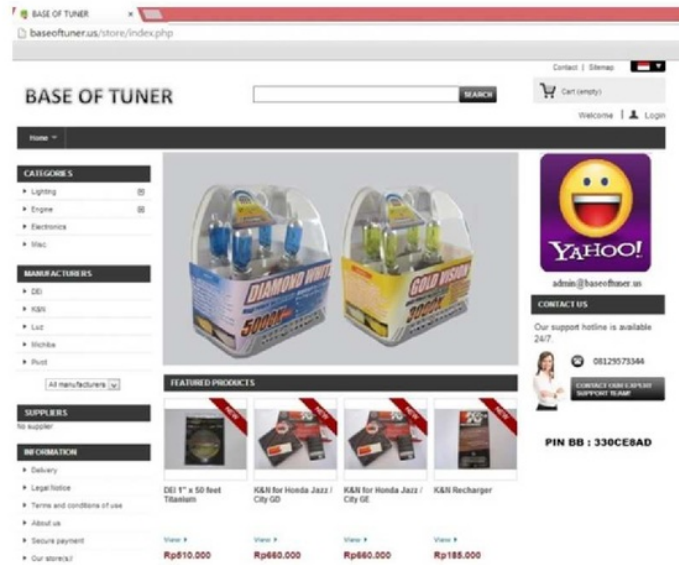 BASE OF TUNER
baseoftuner.us/store/index.php
Contact | Sitemap
BASE OF TUNER
SEARCH
Cart (empty)
Welcome | Login
Home
CATEGORIES
Lighting
Engine
Electronics
Misc
MANUFACTURERS
DEI
K&N
Luz
Michiba
Pivot
All manufacturers
SUPPLIERS
No supplier
INFORMATION
Delivery
Legal Notice
Terms and conditions of use
About us
Secure payment
Our store(s)!
DIAMOND WHITE
5000K
GOLD VISION
3000K
FEATURED PRODUCTS
NEW
NEW
NEW
NEW
DEI 1" x 50 feet Titanium
View
Rp510.000
K&N for Honda Jazz / City GD
View
Rp660.000
K&N for Honda Jazz / City GE
View
Rp660.000
K&N Recharger
View
Rp185.000
YAHOO!
admin@baseoftuner.us
CONTACT US
Our support hotline is available
24/7.
08129573344
CONTACT OUR EXPERT
SUPPORT TEAM!
PIN BB : 330CE8AD